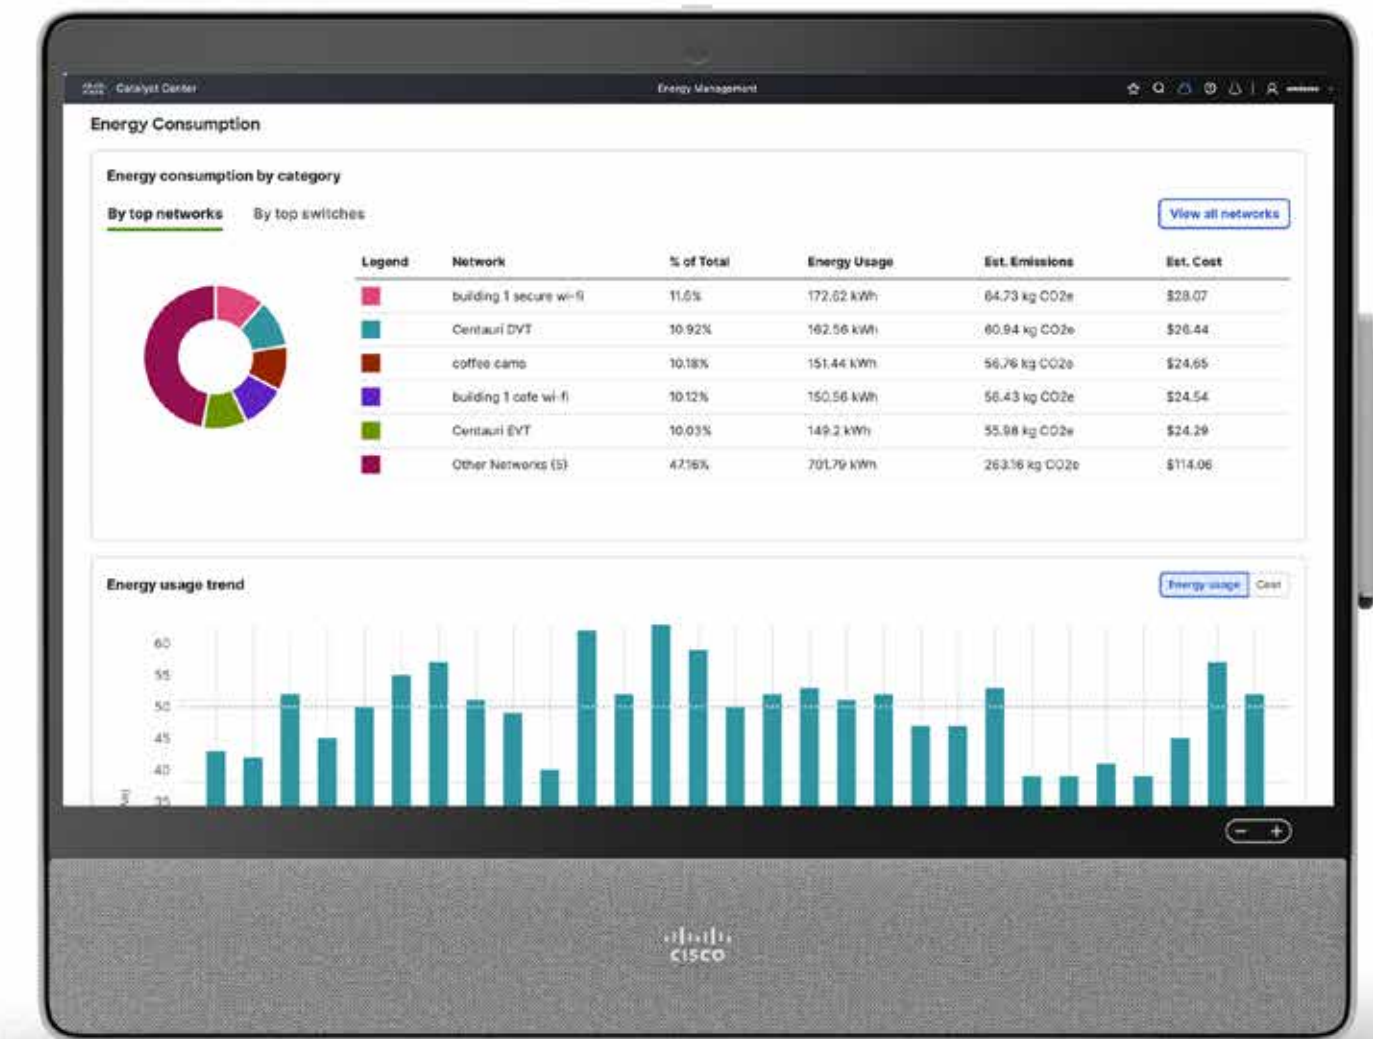 Catalyst Center Energy Management
Energy Consumption
Energy consumption by category
By top networks By top switches View all networks
Legend Network % of Total Energy Usage Est. Emissions Est. Cost
building 1 secure wi-fi 11.6% 172.62 kWh 64.73 kg CO2e $28.07
Centauri DVT 10.92% 162.56 kWh 60.94 kg CO2e $26.44
coffee camp 10.18% 151.44 kWh 56.76 kg CO2e $24.65
building 1 cafe wi-fi 10.12% 150.56 kWh 56.43 kg CO2e $24.54
Centauri EVT 10.03% 149.2 kWh 55.98 kg CO2e $24.29
Other Networks (5) 47.16% 701.79 kWh 263.16 kg CO2e $114.06
Energy usage trend Energy usage Cost
60
55
50
45
40
35
CISCO